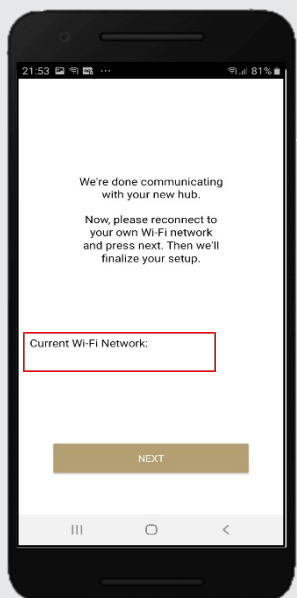 21:53 81%
We're done communicating
with your new hub.
Now, please reconnect to
your own Wi-Fi network
and press next. Then we'll
finalize your setup.
Current Wi-Fi Network:
NEXT